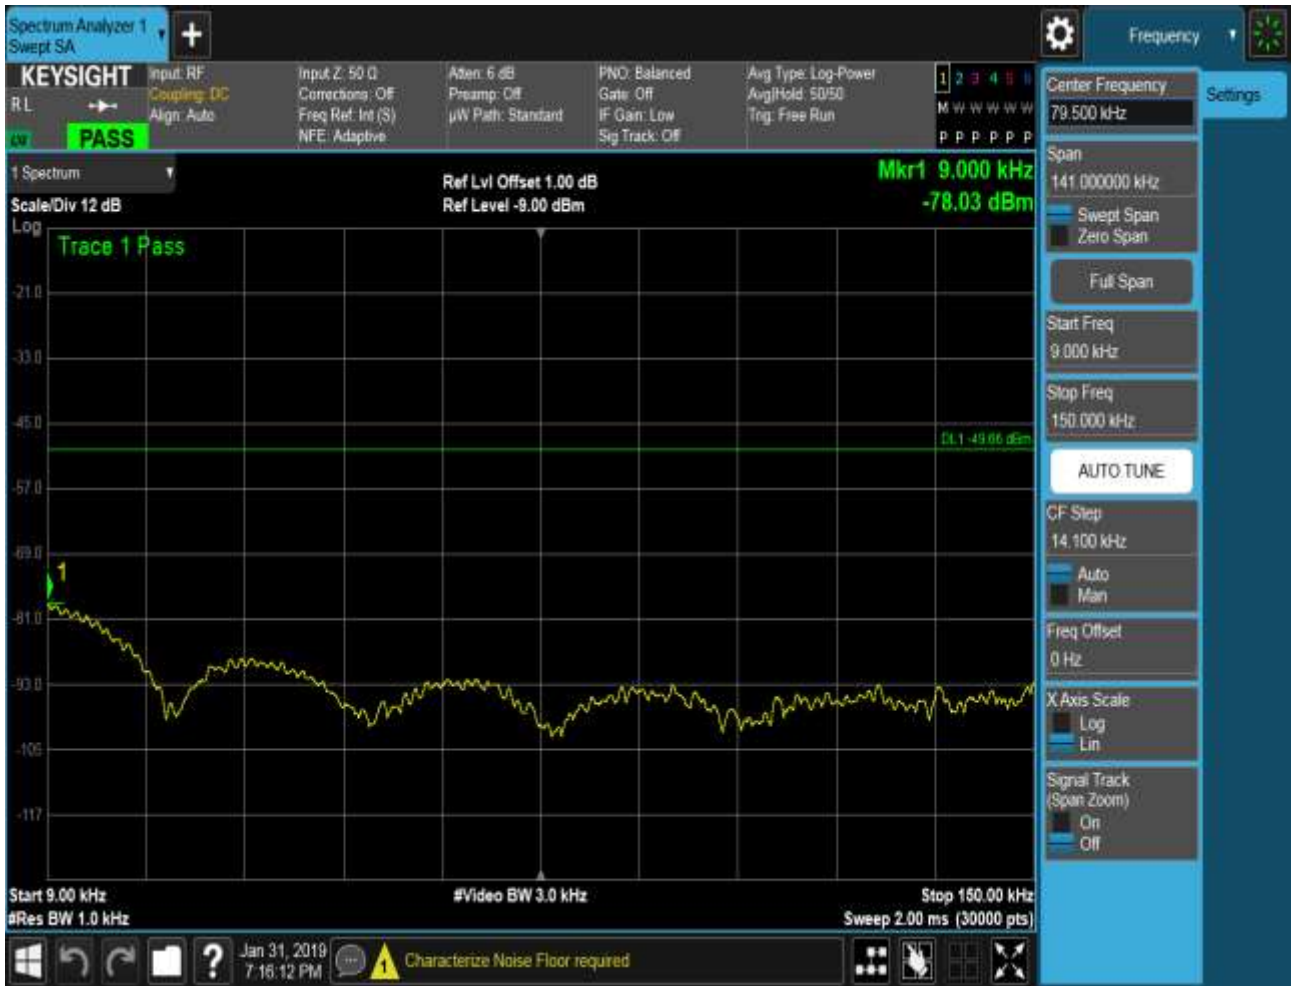 Spectrum Analyzer 1
Swept SA
+
Frequency
KEYSIGHT
RL
PASS
Input: RF
Coupling: DC
Align: Auto
Input Z: 50 Ω
Corrections: Off
Freq Ref: Int (S)
NFE: Adaptive
Atten: 6 dB
Preamp: Off
µW Path: Standard
PNO: Balanced
Gate: Off
IF Gain: Low
Sig Track: Off
Avg Type: Log-Power
Avg|Hold: 50/50
Trig: Free Run
1 2 3 4 5 6
M W W W W W
P P P P P P
1 Spectrum
Scale/Div 12 dB
Ref Lvl Offset 1.00 dB
Ref Level -9.00 dBm
Mkr1 9.000 kHz
-78.03 dBm
Log
Trace 1 Pass
-21.0
-33.0
-45.0
DL1 -49.66 dBm
-57.0
-69.0
1
-81.0
-93.0
-105
-117
Start 9.00 kHz
#Video BW 3.0 kHz
Stop 150.00 kHz
#Res BW 1.0 kHz
Sweep 2.00 ms (30000 pts)
Center Frequency
79.500 kHz
Settings
Span
141.000000 kHz
Swept Span
Zero Span
Full Span
Start Freq
9.000 kHz
Stop Freq
150.000 kHz
AUTO TUNE
CF Step
14.100 kHz
Auto
Man
Freq Offset
0 Hz
X Axis Scale
Log
Lin
Signal Track
(Span Zoom)
On
Off
?
Jan 31, 2019
7:16:12 PM
1
Characterize Noise Floor required